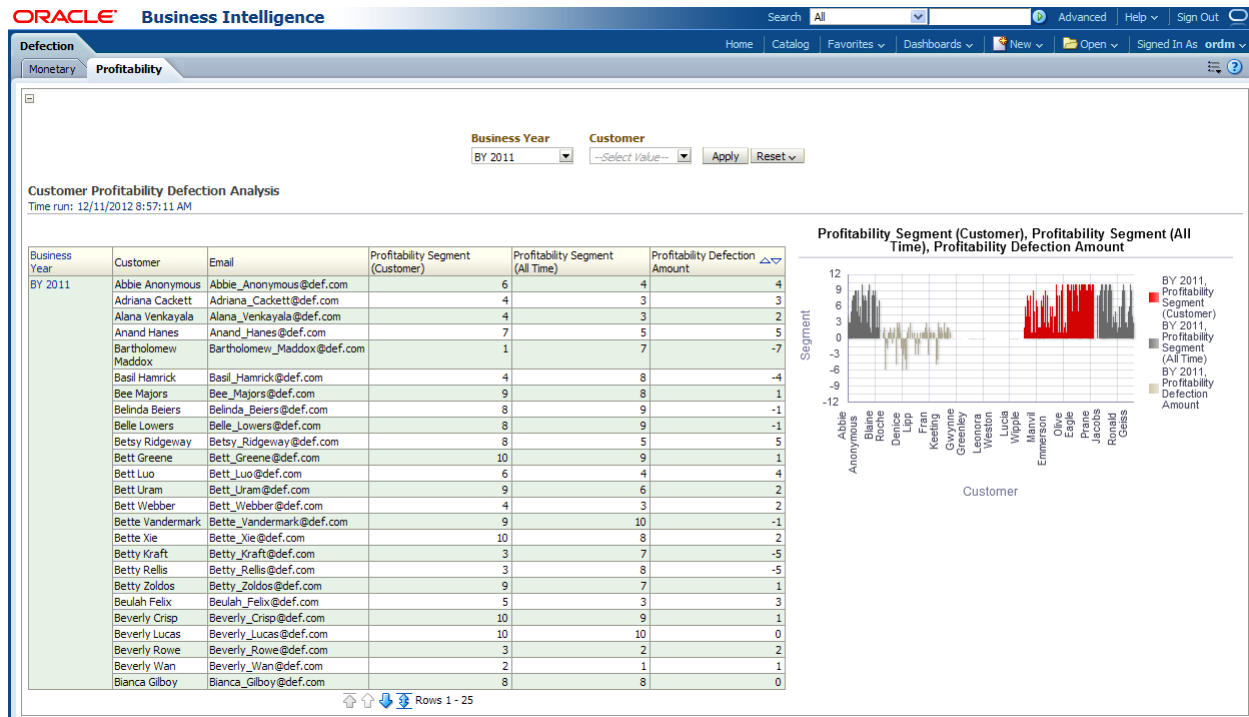 ORACLE Business Intelligence
Search All Advanced Help Sign Out
Defection
Home Catalog Favorites Dashboards New Open Signed In As ordm
Monetary Profitability
Business Year Customer
BY 2011 --Select Value-- Apply Reset
Customer Profitability Defection Analysis
Time run: 12/11/2012 8:57:11 AM
Business Year Customer Email Profitability Segment (Customer) Profitability Segment (All Time) Profitability Defection Amount
BY 2011 Abbie Anonymous Abbie_Anonymous@def.com 6 4 4
Adriana Cackett Adriana_Cackett@def.com 4 3 3
Alana Venkayala Alana_Venkayala@def.com 4 3 2
Anand Hanes Anand_Hanes@def.com 7 5 5
Bartholomew Maddox Bartholomew_Maddox@def.com 1 7 -7
Basil Hamrick Basil_Hamrick@def.com 4 8 -4
Bee Majors Bee_Majors@def.com 9 8 1
Belinda Beiers Belinda_Beiers@def.com 8 9 -1
Belle Lowers Belle_Lowers@def.com 8 9 -1
Betsy Ridgeway Betsy_Ridgeway@def.com 8 5 5
Bett Greene Bett_Greene@def.com 10 9 1
Bett Luo Bett_Luo@def.com 6 4 4
Bett Uram Bett_Uram@def.com 9 6 2
Bett Webber Bett_Webber@def.com 4 3 2
Bette Vandermark Bette_Vandermark@def.com 9 10 -1
Bette Xie Bette_Xie@def.com 10 8 2
Betty Kraft Betty_Kraft@def.com 3 7 -5
Betty Rellis Betty_Rellis@def.com 3 8 -5
Betty Zoldos Betty_Zoldos@def.com 9 7 1
Beulah Felix Beulah_Felix@def.com 5 3 3
Beverly Crisp Beverly_Crisp@def.com 10 9 1
Beverly Lucas Beverly_Lucas@def.com 10 10 0
Beverly Rowe Beverly_Rowe@def.com 3 2 2
Beverly Wan Beverly_Wan@def.com 2 1 1
Bianca Gilboy Bianca_Gilboy@def.com 8 8 0
Rows 1 - 25
Profitability Segment (Customer), Profitability Segment (All
Time), Profitability Defection Amount
Segment
12
9
6
3
0
-3
-6
-9
-12
Abbie Anonymous
Blaine Roche
Denice Lipp
Fran Keeting
Gwynne Greenley
Leonora Weston
Lucia Wipple
Manvil Emmerson
Olive Eagle
Prane Jacobs
Ronald Geiss
Customer
BY 2011,
Profitability
Segment
(Customer)
BY 2011,
Profitability
Segment
(All Time)
BY 2011,
Profitability
Defection
Amount